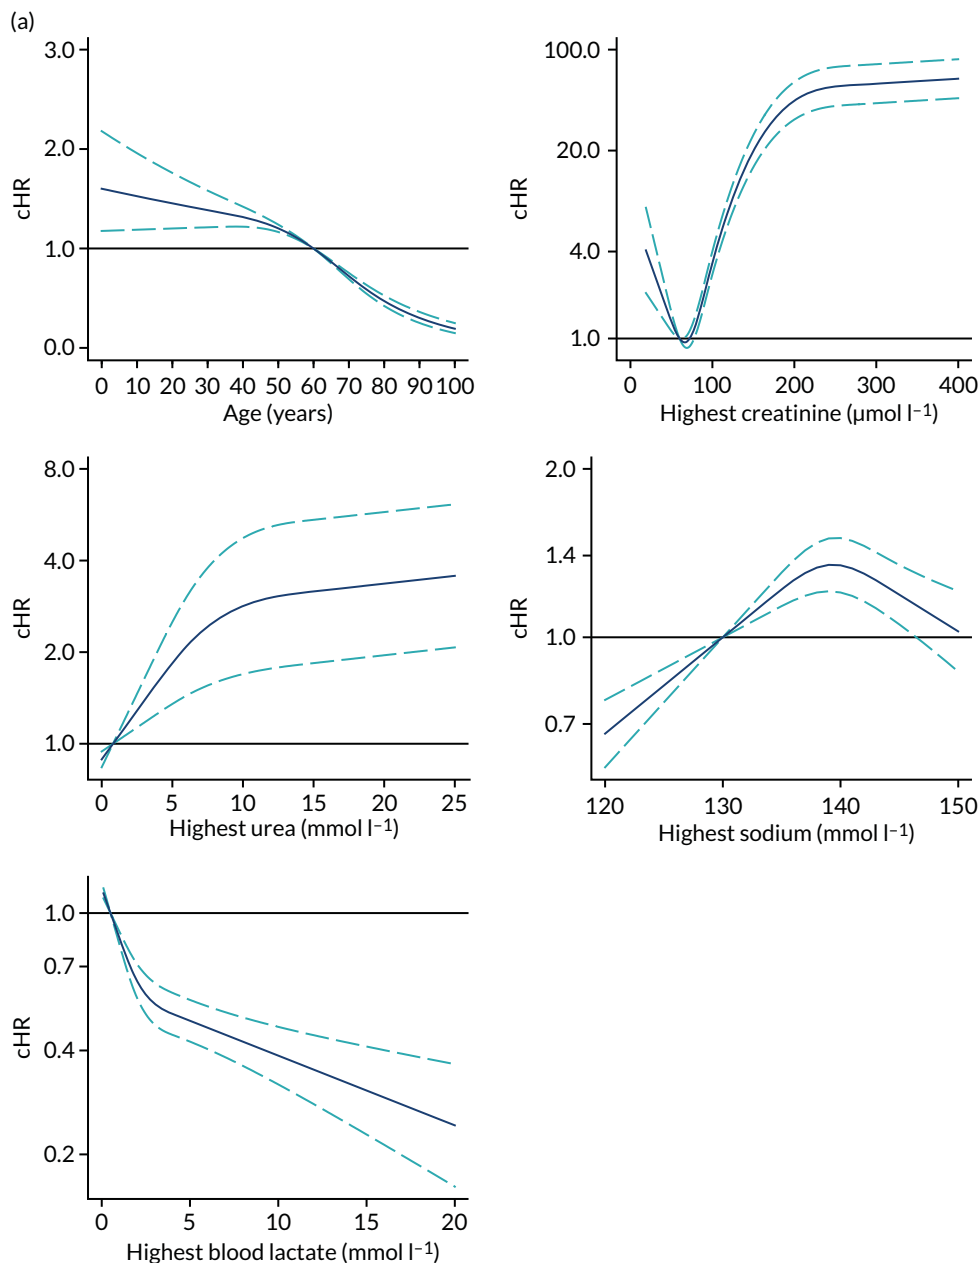 (a)
3.0
2.0
1.0
0.0
cHR
0 10 20 30 40 50 60 70 80 90 100
Age (years)
100.0
20.0
4.0
1.0
cHR
0 100 200 300 400
Highest creatinine (µmol l⁻¹)
8.0
4.0
2.0
1.0
cHR
0 5 10 15 20 25
Highest urea (mmol l⁻¹)
2.0
1.4
1.0
0.7
cHR
120 130 140 150
Highest sodium (mmol l⁻¹)
1.0
0.7
0.4
0.2
cHR
0 5 10 15 20
Highest blood lactate (mmol l⁻¹)